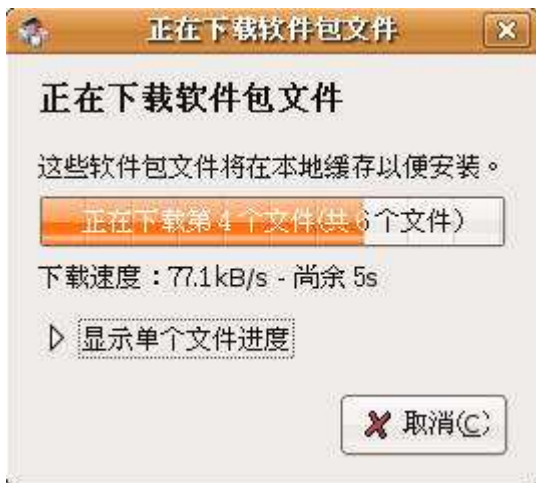 正在下载软件包文件
正在下载软件包文件
这些软件包文件将在本地缓存以便安装。
正在下载第 4 个文件(共 6 个文件)
下载速度：77.1kB/s - 尚余 5s
显示单个文件进度
取消(C)